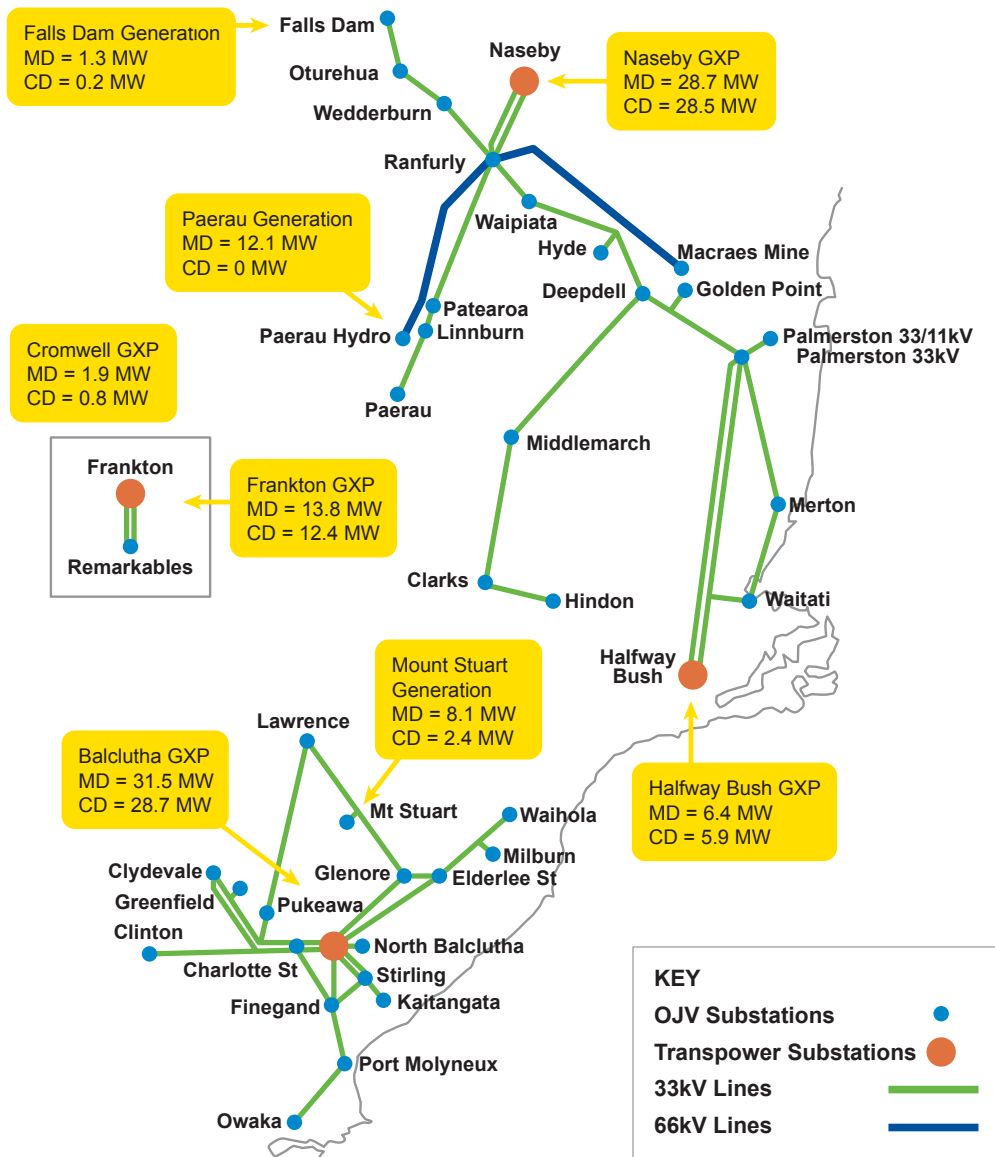 Falls Dam Generation
MD = 1.3 MW
CD = 0.2 MW
Falls Dam
Oturehua
Wedderburn
Naseby
Naseby GXP
MD = 28.7 MW
CD = 28.5 MW
Ranfurly
Paerau Generation
MD = 12.1 MW
CD = 0 MW
Waipiata
Hyde
Macraes Mine
Deepdell
Golden Point
Patearoa
Linnburn
Paerau Hydro
Palmerston 33/11kV
Palmerston 33kV
Cromwell GXP
MD = 1.9 MW
CD = 0.8 MW
Paerau
Middlemarch
Frankton
Remarkables
Frankton GXP
MD = 13.8 MW
CD = 12.4 MW
Merton
Clarks
Hindon
Waitati
Halfway
Bush
Mount Stuart
Generation
MD = 8.1 MW
CD = 2.4 MW
Lawrence
Balclutha GXP
MD = 31.5 MW
CD = 28.7 MW
Halfway Bush GXP
MD = 6.4 MW
CD = 5.9 MW
Mt Stuart
Waihola
Milburn
Clydevale
Glenore
Elderlee St
Greenfield
Pukeawa
Clinton
North Balclutha
Charlotte St
Stirling
Kaitangata
Finegand
Port Molyneux
Owaka
KEY
OJV Substations
Transpower Substations
33kV Lines
66kV Lines